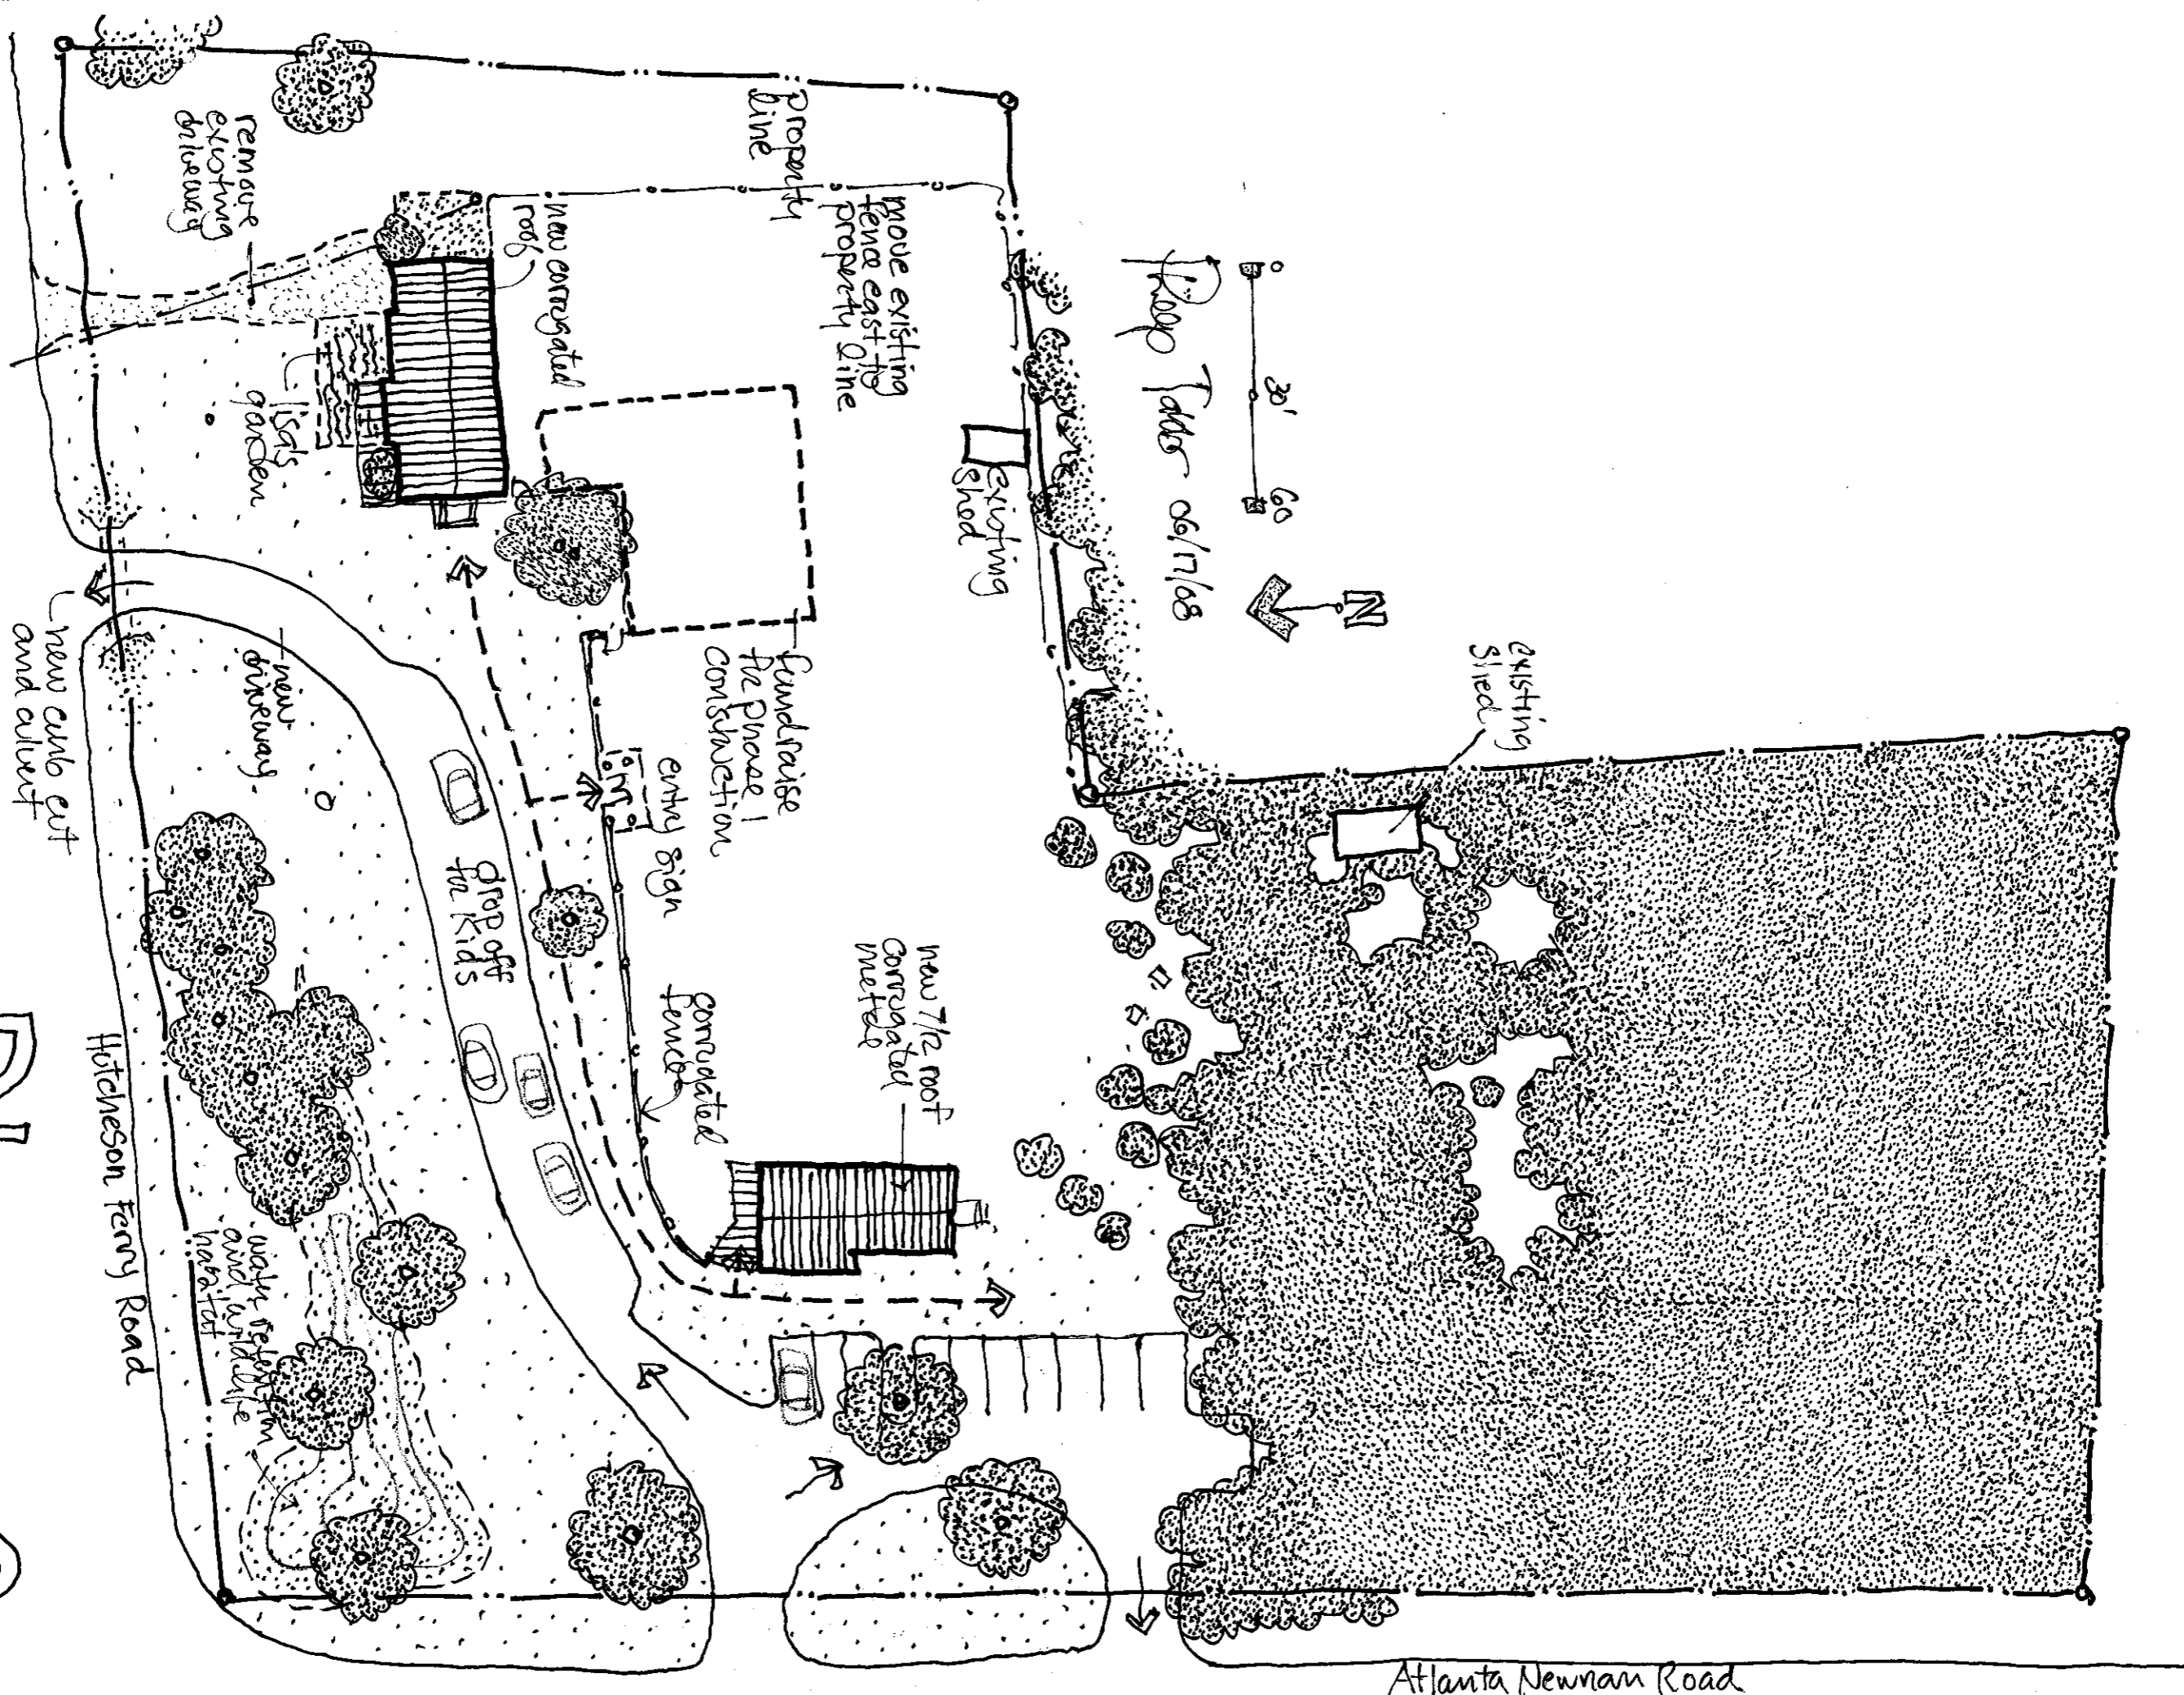 remove
existing
driveway
property
line
new corrugated
roof
move existing
fence east to
property line
0
30'
60
06/17/08
N
existing
shed
lisa's
garden
existing
shed
fundraise
for phase 1
construction
entry sign
new
driveway
new curb cut
and culvert
drop off
for kids
corrugated
fence
new 7/12 roof
corrugated
metal
Hutcheson Ferry Road
water retention
and wildlife
habitat
Atlanta Newnan Road